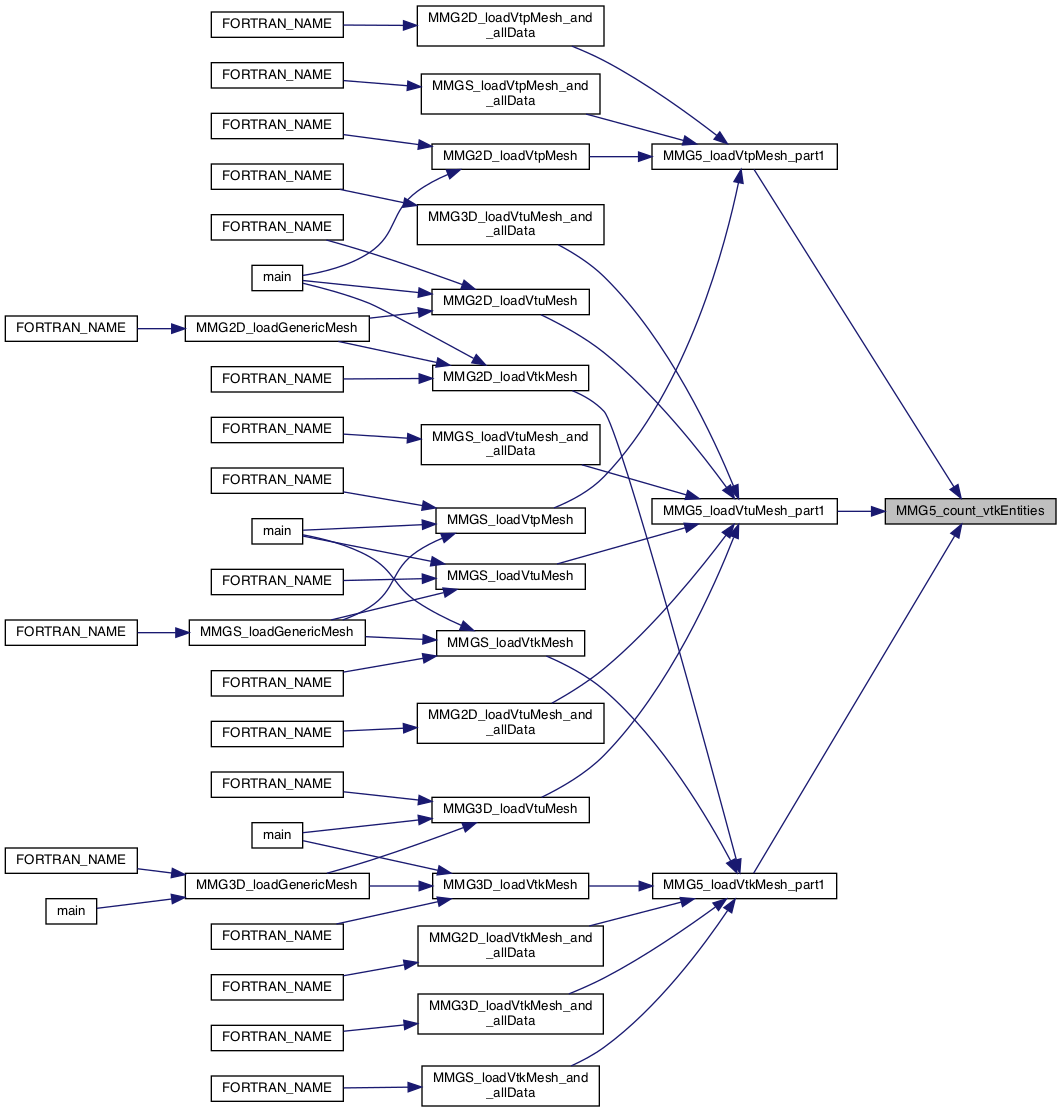 FORTRAN_NAME
MMG2D_loadVtpMesh_and
_allData
FORTRAN_NAME
MMGS_loadVtpMesh_and
_allData
FORTRAN_NAME
MMG2D_loadVtpMesh
MMG5_loadVtpMesh_part1
FORTRAN_NAME
MMG3D_loadVtuMesh_and
_allData
FORTRAN_NAME
main
MMG2D_loadVtuMesh
FORTRAN_NAME
MMG2D_loadGenericMesh
FORTRAN_NAME
MMG2D_loadVtkMesh
FORTRAN_NAME
MMGS_loadVtuMesh_and
_allData
FORTRAN_NAME
MMGS_loadVtpMesh
MMG5_loadVtuMesh_part1
MMG5_count_vtkEntities
main
FORTRAN_NAME
MMGS_loadVtuMesh
FORTRAN_NAME
MMGS_loadGenericMesh
MMGS_loadVtkMesh
FORTRAN_NAME
FORTRAN_NAME
MMG2D_loadVtuMesh_and
_allData
FORTRAN_NAME
MMG3D_loadVtuMesh
main
FORTRAN_NAME
MMG3D_loadGenericMesh
MMG3D_loadVtkMesh
MMG5_loadVtkMesh_part1
main
FORTRAN_NAME
MMG2D_loadVtkMesh_and
_allData
FORTRAN_NAME
MMG3D_loadVtkMesh_and
_allData
FORTRAN_NAME
MMGS_loadVtkMesh_and
_allData
FORTRAN_NAME